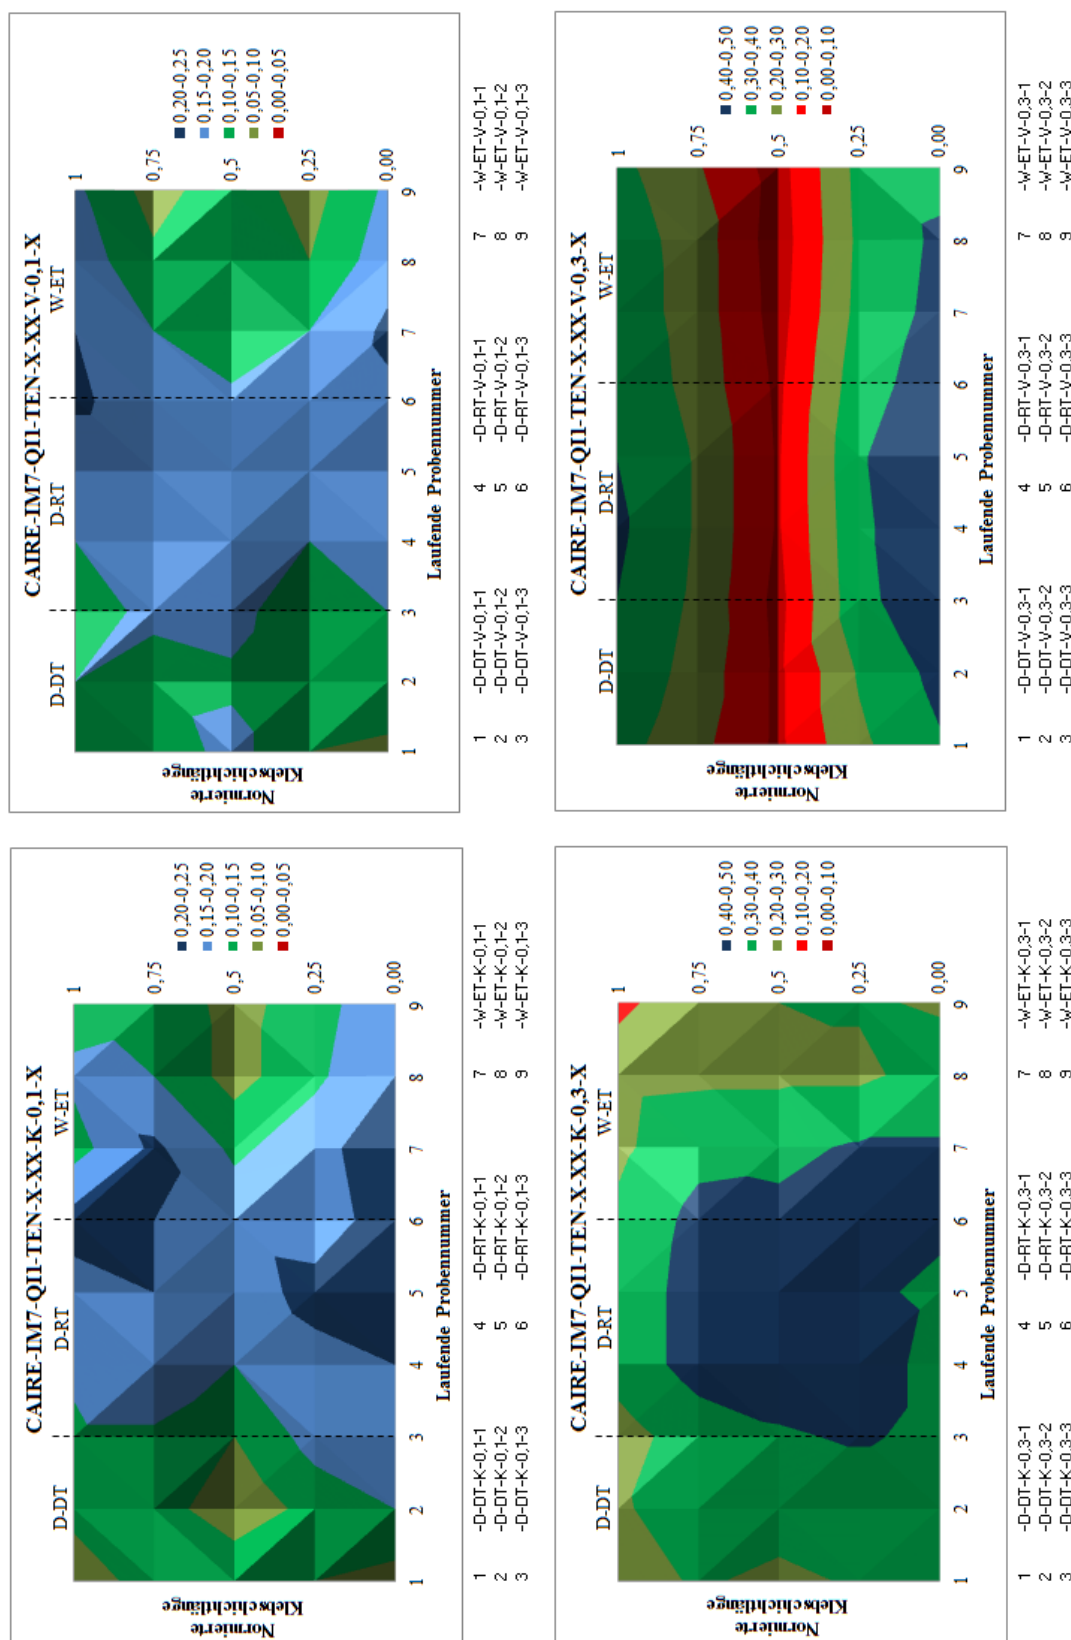 CAIRE-IM7-QI1-TEN-X-XX-K-0,1-X
D-DT D-RT W-ET
Normierte
Klebschichtlänge
1
0,75
0,5
0,25
0,00
0,20-0,25
0,15-0,20
0,10-0,15
0,05-0,10
0,00-0,05
1 2 3 4 5 6 7 8 9
Laufende Probennummer
1 -D-DT-K-0,1-1 4 -D-RT-K-0,1-1 7 -W-ET-K-0,1-1
2 -D-DT-K-0,1-2 5 -D-RT-K-0,1-2 8 -W-ET-K-0,1-2
3 -D-DT-K-0,1-3 6 -D-RT-K-0,1-3 9 -W-ET-K-0,1-3
CAIRE-IM7-QI1-TEN-X-XX-V-0,1-X
D-DT D-RT W-ET
Normierte
Klebschichtlänge
1
0,75
0,5
0,25
0,00
0,20-0,25
0,15-0,20
0,10-0,15
0,05-0,10
0,00-0,05
1 2 3 4 5 6 7 8 9
Laufende Probennummer
1 -D-DT-V-0,1-1 4 -D-RT-V-0,1-1 7 -W-ET-V-0,1-1
2 -D-DT-V-0,1-2 5 -D-RT-V-0,1-2 8 -W-ET-V-0,1-2
3 -D-DT-V-0,1-3 6 -D-RT-V-0,1-3 9 -W-ET-V-0,1-3
CAIRE-IM7-QI1-TEN-X-XX-K-0,3-X
D-DT D-RT W-ET
Normierte
Klebschichtlänge
1
0,75
0,5
0,25
0,00
0,40-0,50
0,30-0,40
0,20-0,30
0,10-0,20
0,00-0,10
1 2 3 4 5 6 7 8 9
Laufende Probennummer
1 -D-DT-K-0,3-1 4 -D-RT-K-0,3-1 7 -W-ET-K-0,3-1
2 -D-DT-K-0,3-2 5 -D-RT-K-0,3-2 8 -W-ET-K-0,3-2
3 -D-DT-K-0,3-3 6 -D-RT-K-0,3-3 9 -W-ET-K-0,3-3
CAIRE-IM7-QI1-TEN-X-XX-V-0,3-X
D-DT D-RT W-ET
Normierte
Klebschichtlänge
1
0,75
0,5
0,25
0,00
0,40-0,50
0,30-0,40
0,20-0,30
0,10-0,20
0,00-0,10
1 2 3 4 5 6 7 8 9
Laufende Probennummer
1 -D-DT-V-0,3-1 4 -D-RT-V-0,3-1 7 -W-ET-V-0,3-1
2 -D-DT-V-0,3-2 5 -D-RT-V-0,3-2 8 -W-ET-V-0,3-2
3 -D-DT-V-0,3-3 6 -D-RT-V-0,3-3 9 -W-ET-V-0,3-3